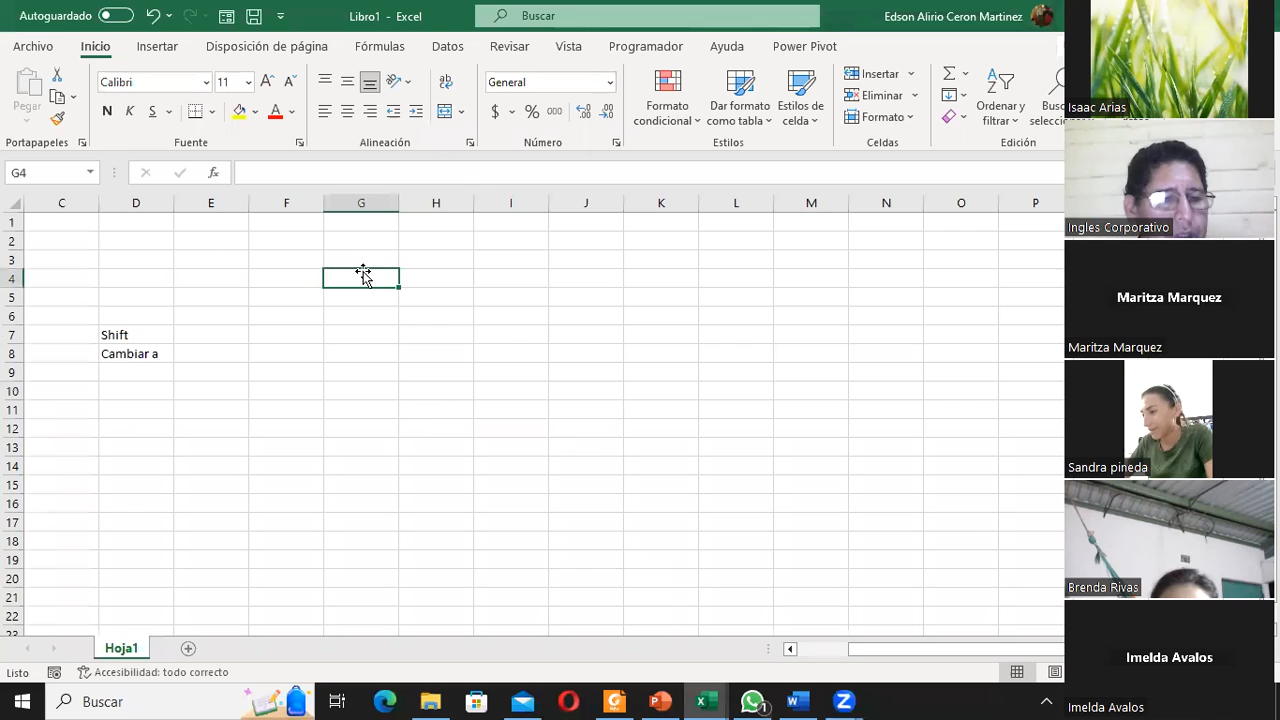 Autoguardado
Libro1 - Excel
Buscar
Edson Alirio Ceron Martinez
Archivo Inicio Insertar Disposición de página Fórmulas Datos Revisar Vista Programador Ayuda Power Pivot
Pegar
Portapapeles
Calibri 11
N K S
Fuente
Alineación
General
$ % 000
Número
Formato condicional
Dar formato como tabla
Estilos de celda
Estilos
Insertar
Eliminar
Formato
Celdas
Ordenar y filtrar
Edición
G4
fx
C D E F G H I J K L M N O P
1
2
3
4
5
6
7 Shift
8 Cambiar a
9
10
11
12
13
14
15
16
17
18
19
20
21
22
23
Hoja1
Listo
Accesibilidad: todo correcto
Buscar
1
Isaac Arias
Ingles Corporativo
Maritza Marquez
Maritza Marquez
Sandra pineda
Brenda Rivas
Imelda Avalos
Imelda Avalos